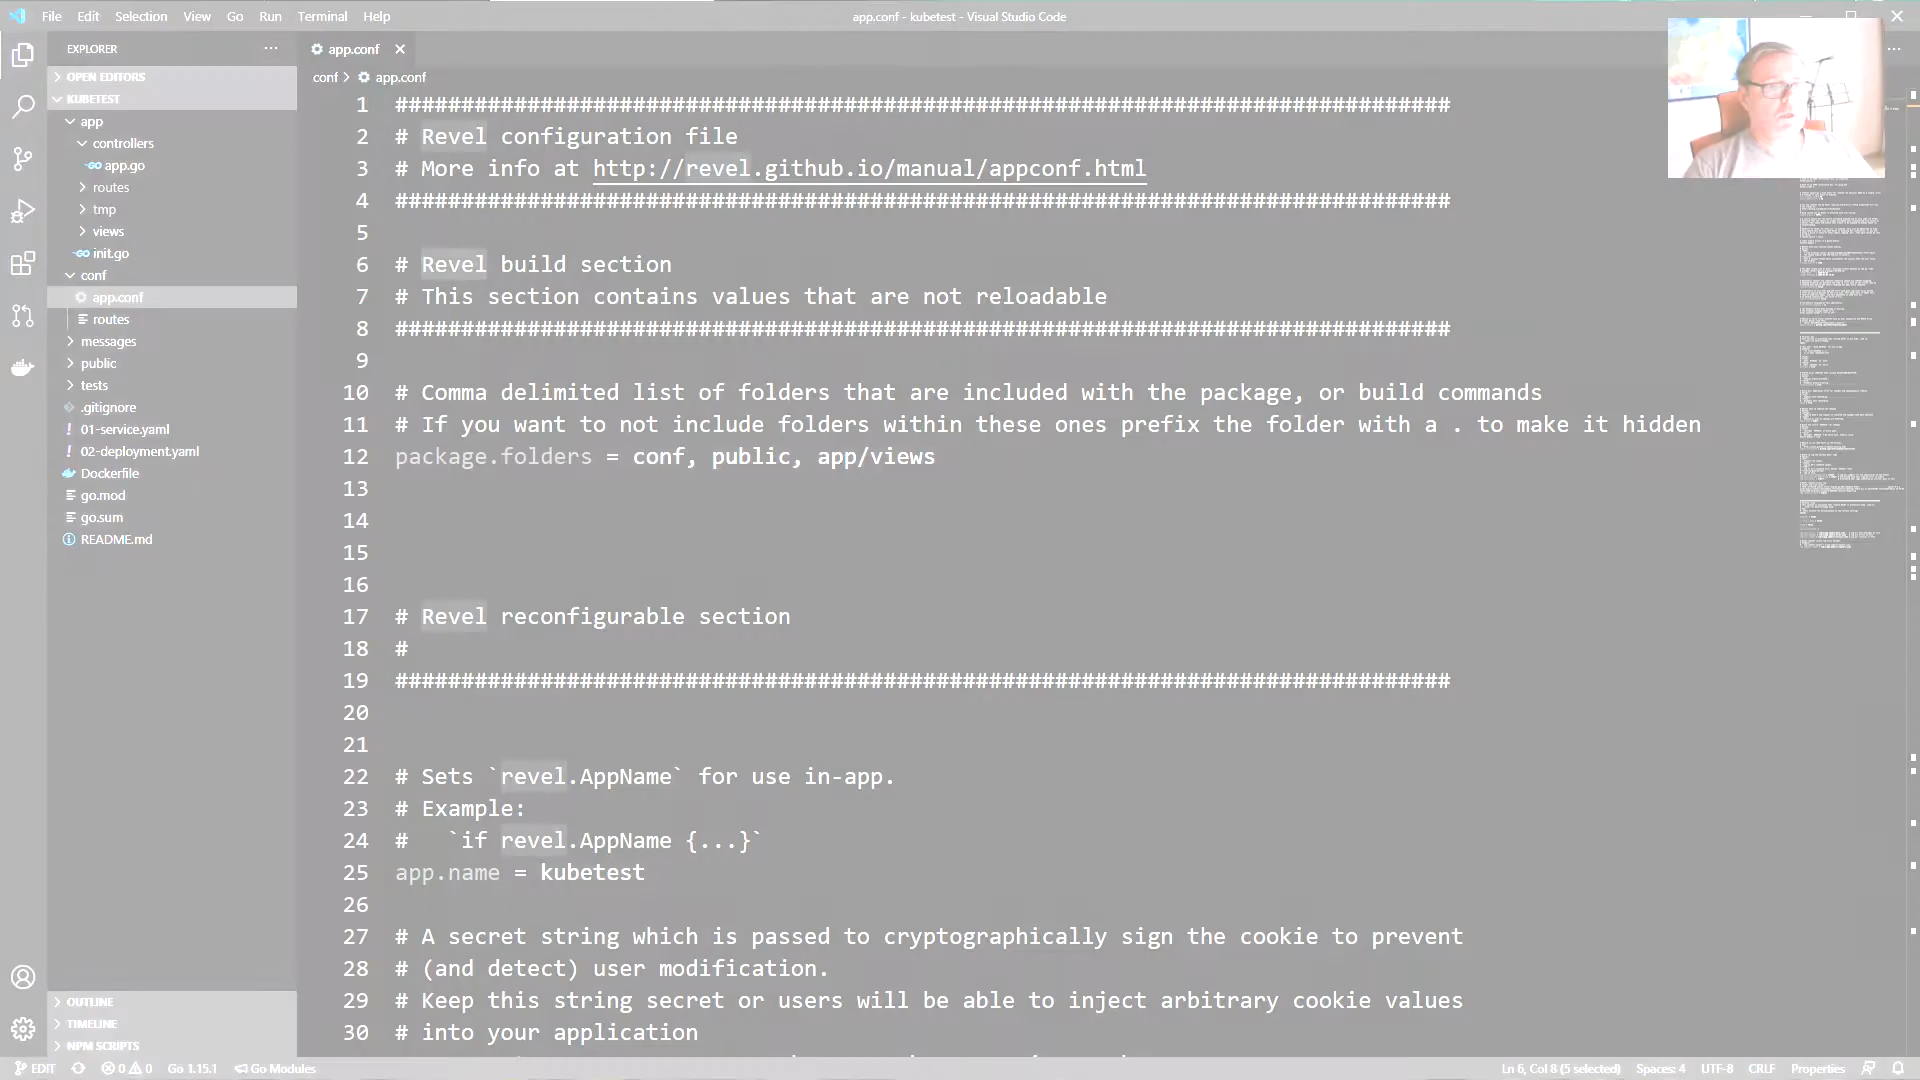 File Edit Selection View Go Run Terminal Help
app.conf - kubetest - Visual Studio Code
EXPLORER
OPEN EDITORS
KUBETEST
app
controllers
app.go
routes
tmp
views
init.go
conf
app.conf
routes
messages
public
tests
.gitignore
01-service.yaml
02-deployment.yaml
Dockerfile
go.mod
go.sum
README.md
OUTLINE
TIMELINE
NPM SCRIPTS
app.conf
conf > app.conf
1 ################################################################################
2 # Revel configuration file
3 # More info at http://revel.github.io/manual/appconf.html
4 ################################################################################
5
6 # Revel build section
7 # This section contains values that are not reloadable
8 ################################################################################
9
10 # Comma delimited list of folders that are included with the package, or build commands
11 # If you want to not include folders within these ones prefix the folder with a . to make it hidden
12 package.folders = conf, public, app/views
13
14
15
16
17 # Revel reconfigurable section
18 #
19 ################################################################################
20
21
22 # Sets `revel.AppName` for use in-app.
23 # Example:
24 #   `if revel.AppName {...}`
25 app.name = kubetest
26
27 # A secret string which is passed to cryptographically sign the cookie to prevent
28 # (and detect) user modification.
29 # Keep this string secret or users will be able to inject arbitrary cookie values
30 # into your application
EDIT 0 0 Go 1.15.1 Go Modules
Ln 6, Col 8 (5 selected) Spaces: 4 UTF-8 CRLF Properties